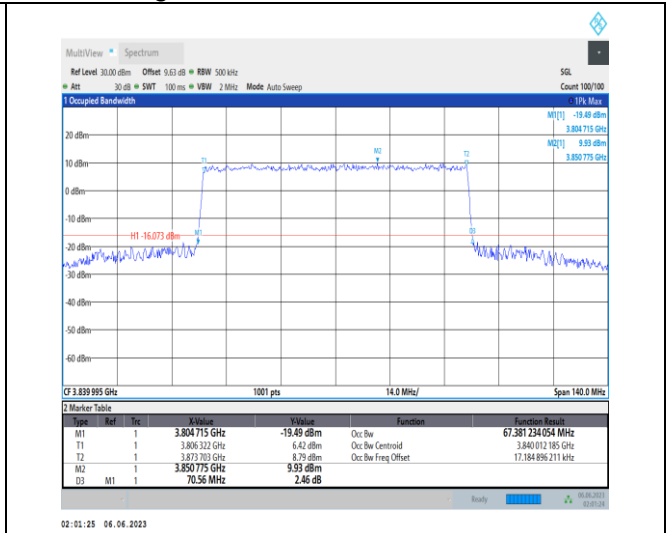 MultiView Spectrum
Ref Level 30.00 dBm Offset 9.63 dB RBW 500 kHz SGL
Att 30 dB SWT 100 ms VBW 2 MHz Mode Auto Sweep Count 100/100
1 Occupied Bandwidth 1Pk Max
M1[1] -19.49 dBm
3.804 715 GHz
20 dBm
M2[1] 9.93 dBm
M2
T2
3.850 775 GHz
T1
10 dBm
0 dBm
-10 dBm
D3
M1
H1 -16.073 dBm
-20 dBm
-30 dBm
-40 dBm
-50 dBm
-60 dBm
CF 3.839 995 GHz 1001 pts 14.0 MHz/ Span 140.0 MHz
2 Marker Table
Type Ref Trc X-Value Y-Value Function Function Result
M1 1 3.804 715 GHz -19.49 dBm Occ Bw 67.381 234 054 MHz
T1 1 3.806 322 GHz 6.42 dBm Occ Bw Centroid 3.840 012 185 GHz
T2 1 3.873 703 GHz 8.79 dBm Occ Bw Freq Offset 17.184 896 211 kHz
M2 1 3.850 775 GHz 9.93 dBm
D3 M1 1 70.56 MHz 2.46 dB
Ready 06.06.2023
02:01:24
02:01:25 06.06.2023